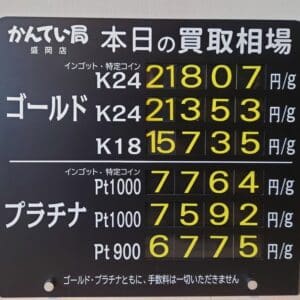 かんてい局
盛岡店
本日の買取相場
インゴット・特定コイン
K24 21807 円/g
ゴールド K24 21353 円/g
K18 15735 円/g
インゴット・特定コイン
Pt1000 7764 円/g
プラチナ Pt1000 7592 円/g
Pt900 6775 円/g
ゴールド・プラチナともに、手数料は一切いただきません